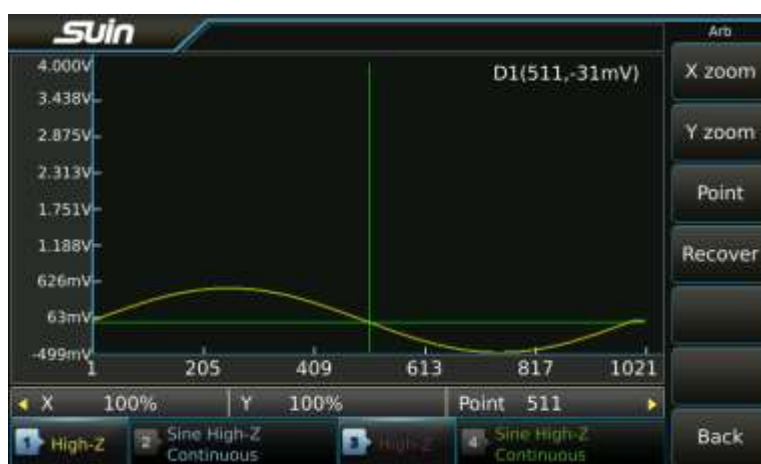 Suin
Arb
4.000V
D1(511,-31mV)
X zoom
3.438V
2.875V
Y zoom
2.313V
Point
1.751V
1.188V
Recover
626mV
63mV
-499mV
1 205 409 613 817 1021
X 100% Y 100% Point 511
1 High-Z 2 Sine High-Z Continuous
3 High-Z 4 Sine High-Z Continuous
Back